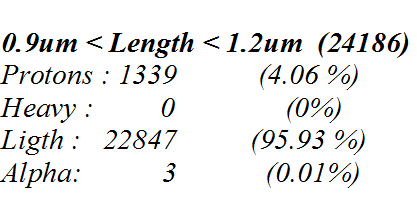 0.9um < Length < 1.2um (24186)
Protons : 1339 (4.06 %)
Heavy : 0 (0%)
Ligth : 22847 (95.93 %)
Alpha: 3 (0.01%)